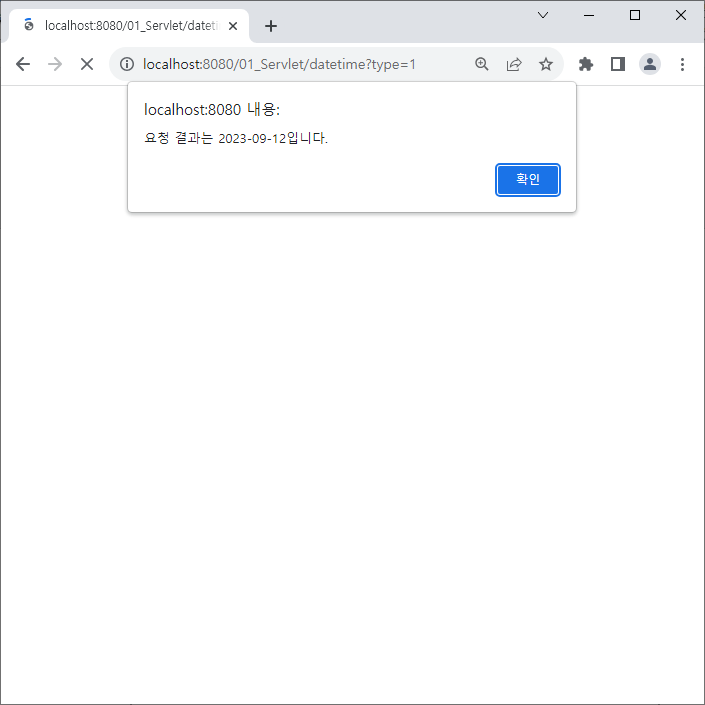 localhost:8080/01_Servlet/dateti
localhost:8080/01_Servlet/datetime?type=1
localhost:8080 내용:
요청 결과는 2023-09-12입니다.
확인